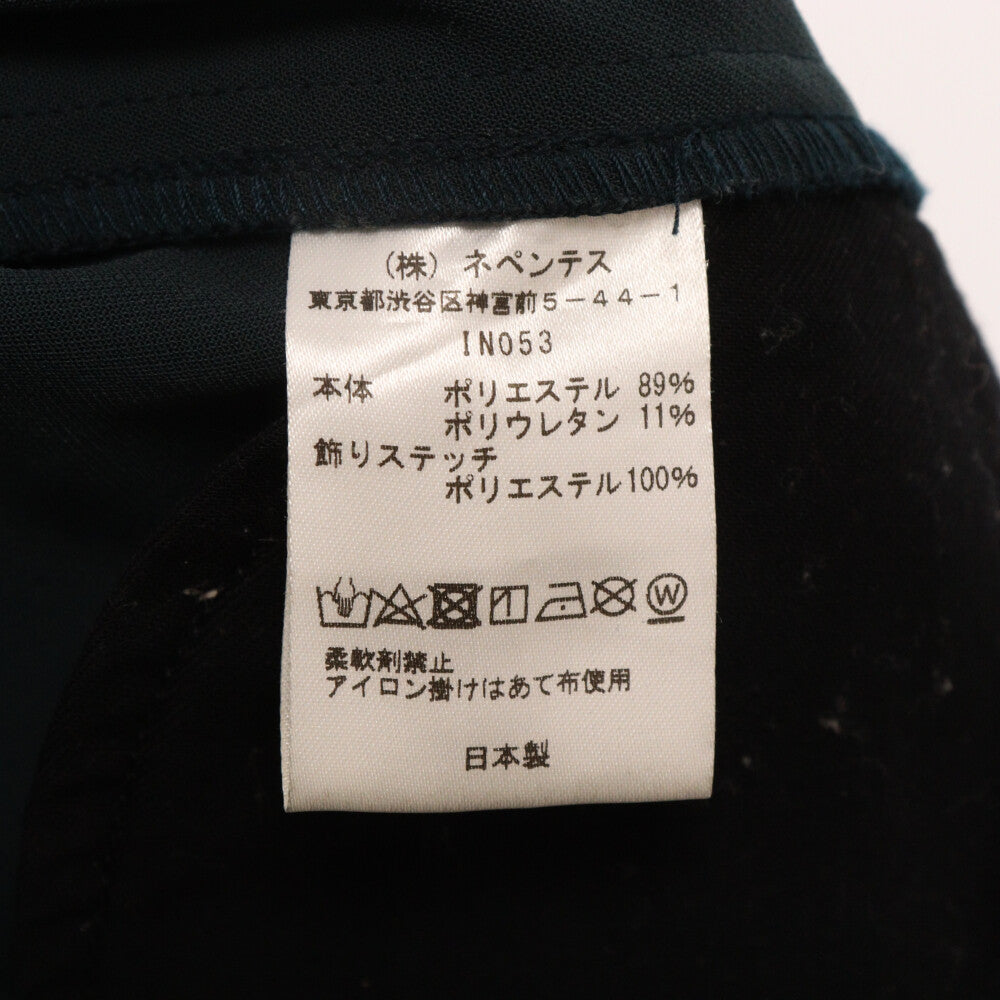 (株) ネペンテス
東京都渋谷区神宮前5-44-1
IN053
本体 ポリエステル 89%
ポリウレタン 11%
飾りステッチ
ポリエステル100%
W
柔軟剤禁止
アイロン掛けはあて布使用
日本製